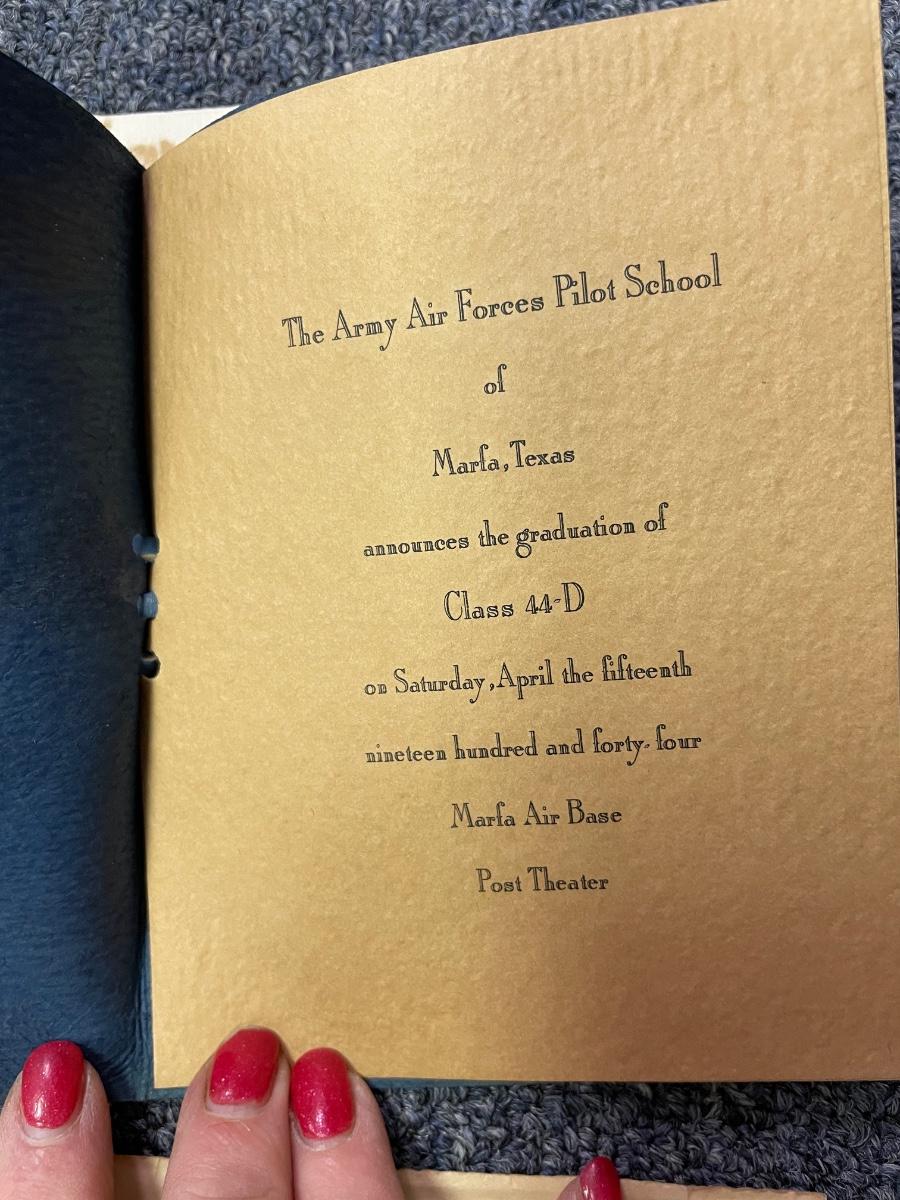 The Army Air Forces Pilot School
of
Marfa, Texas
announces the graduation of
Class 44-D
on Saturday, April the fifteenth
nineteen hundred and forty-four
Marfa Air Base
Post Theater